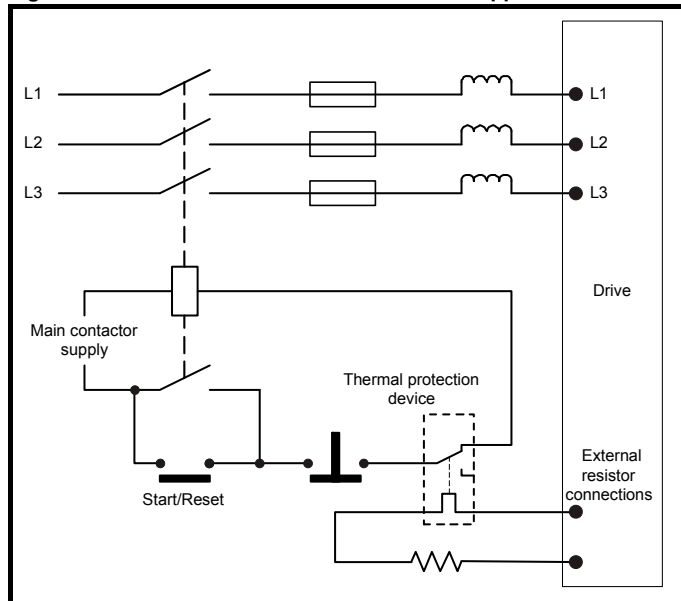 L1
L1
L2
L2
L3
L3
Drive
Main contactor
supply
Thermal protection
device
External
resistor
connections
Start/Reset